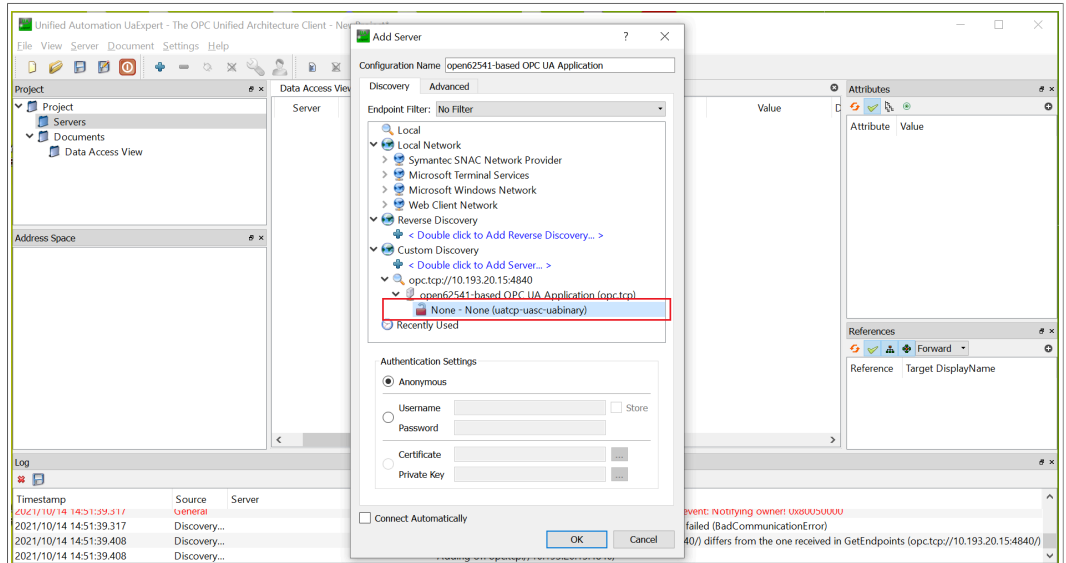 Unified Automation UaExpert - The OPC Unified Architecture Client - New Project*
File View Server Document Settings Help
Project
Project
Servers
Documents
Data Access View
Address Space
Data Access View
Server
Value
D
Add Server
?
Configuration Name open62541-based OPC UA Application
Discovery Advanced
Endpoint Filter: No Filter
Local
Local Network
Symantec SNAC Network Provider
Microsoft Terminal Services
Microsoft Windows Network
Web Client Network
Reverse Discovery
< Double click to Add Reverse Discovery... >
Custom Discovery
< Double click to Add Server... >
opc.tcp://10.193.20.15:4840
open62541-based OPC UA Application (opc.tcp)
None - None (uatcp-uasc-uabinary)
Recently Used
Authentication Settings
Anonymous
Username
Store
Password
Certificate
...
Private Key
...
Connect Automatically
OK Cancel
Attributes
Attribute Value
References
Forward
Reference Target DisplayName
Log
Timestamp Source Server
2021/10/14 14:51:39.317 General event: Notifying owner! 0x80050000
2021/10/14 14:51:39.317 Discovery... failed (BadCommunicationError)
2021/10/14 14:51:39.408 Discovery... 40/) differs from the one received in GetEndpoints (opc.tcp://10.193.20.15:4840/)
2021/10/14 14:51:39.408 Discovery...